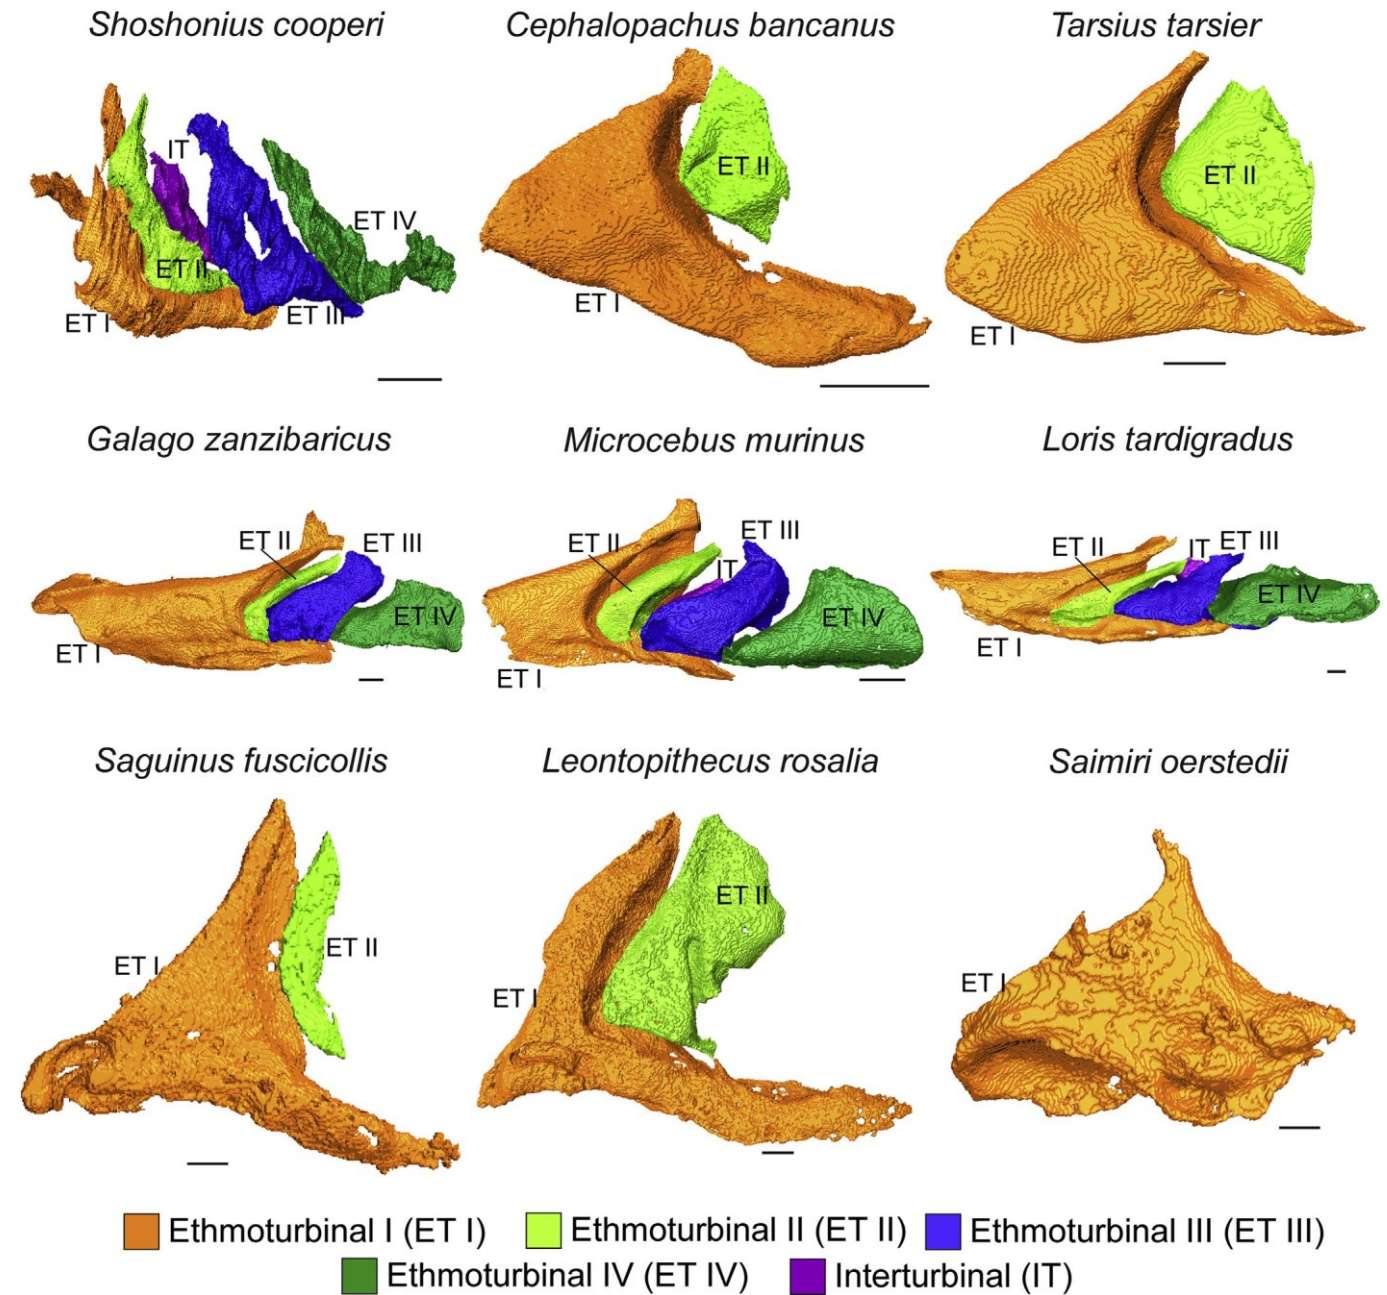 Shoshonius cooperi
Cephalopachus bancanus
Tarsius tarsier
IT
ET IV
ET II
ET I
ET III
ET II
ET I
ET II
ET I
Galago zanzibaricus
Microcebus murinus
Loris tardigradus
ET II
ET III
ET IV
ET I
ET II
ET III
IT
ET IV
ET I
ET II
IT
ET III
ET IV
ET I
Saguinus fuscicollis
Leontopithecus rosalia
Saimiri oerstedii
ET I
ET II
ET II
ET I
ET I
Ethmoturbinal I (ET I)
Ethmoturbinal II (ET II)
Ethmoturbinal III (ET III)
Ethmoturbinal IV (ET IV)
Interturbinal (IT)